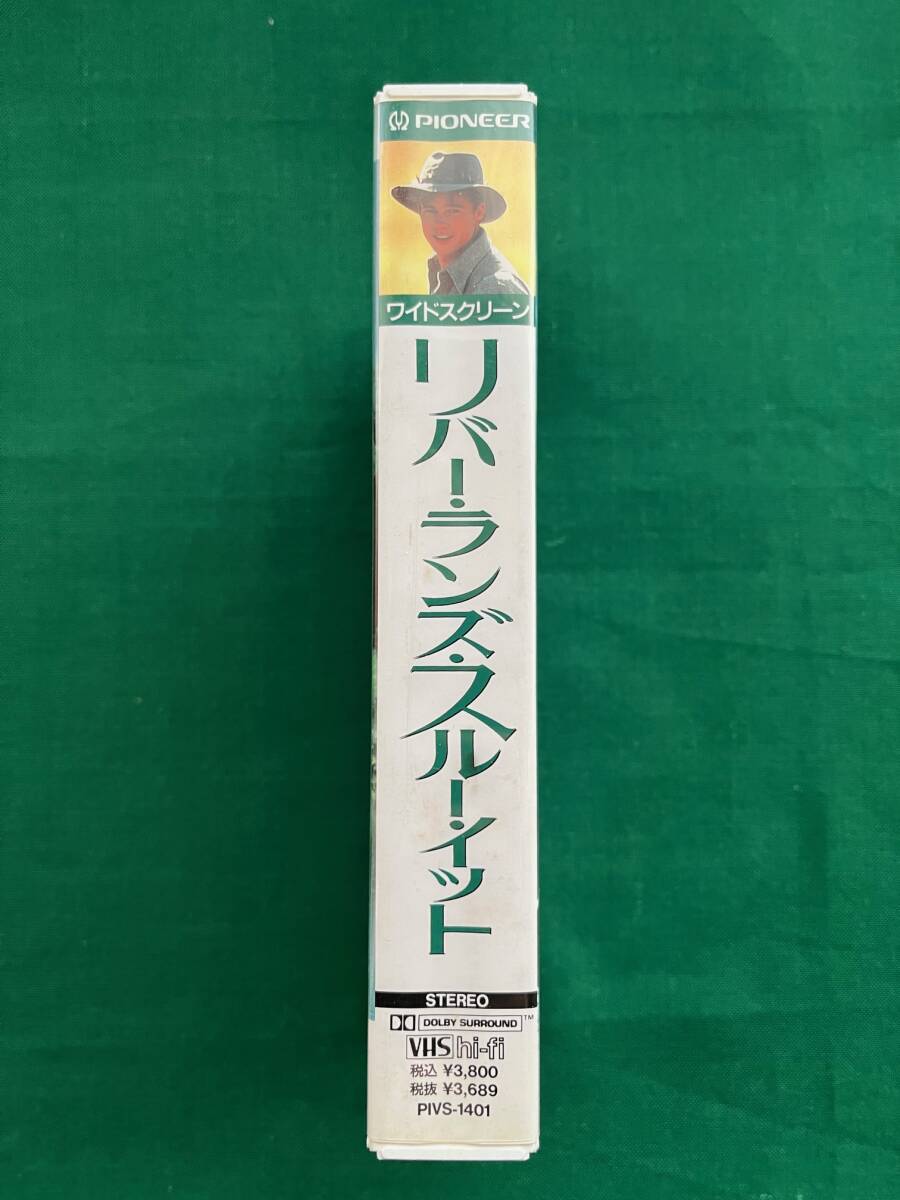 PIONEER
ワイドスクリーン
リバー・ランズ・スルー・イット
STEREO
DOLBY SURROUND™
VHS hi-fi
税込 ¥3,800
税抜 ¥3,689
PIVS-1401